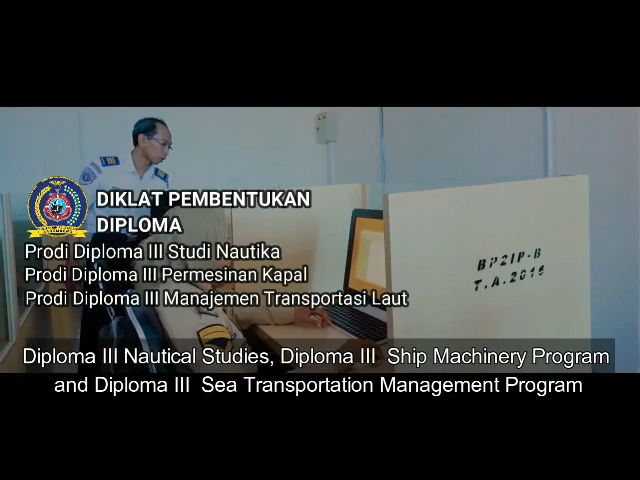 DIKLAT PEMBENTUKAN
DIPLOMA
Prodi Diploma III Studi Nautika
Prodi Diploma III Permesinan Kapal
Prodi Diploma III Manajemen Transportasi Laut
BP2IP-B
T.A.2015
Diploma III Nautical Studies, Diploma III Ship Machinery Program
and Diploma III Sea Transportation Management Program